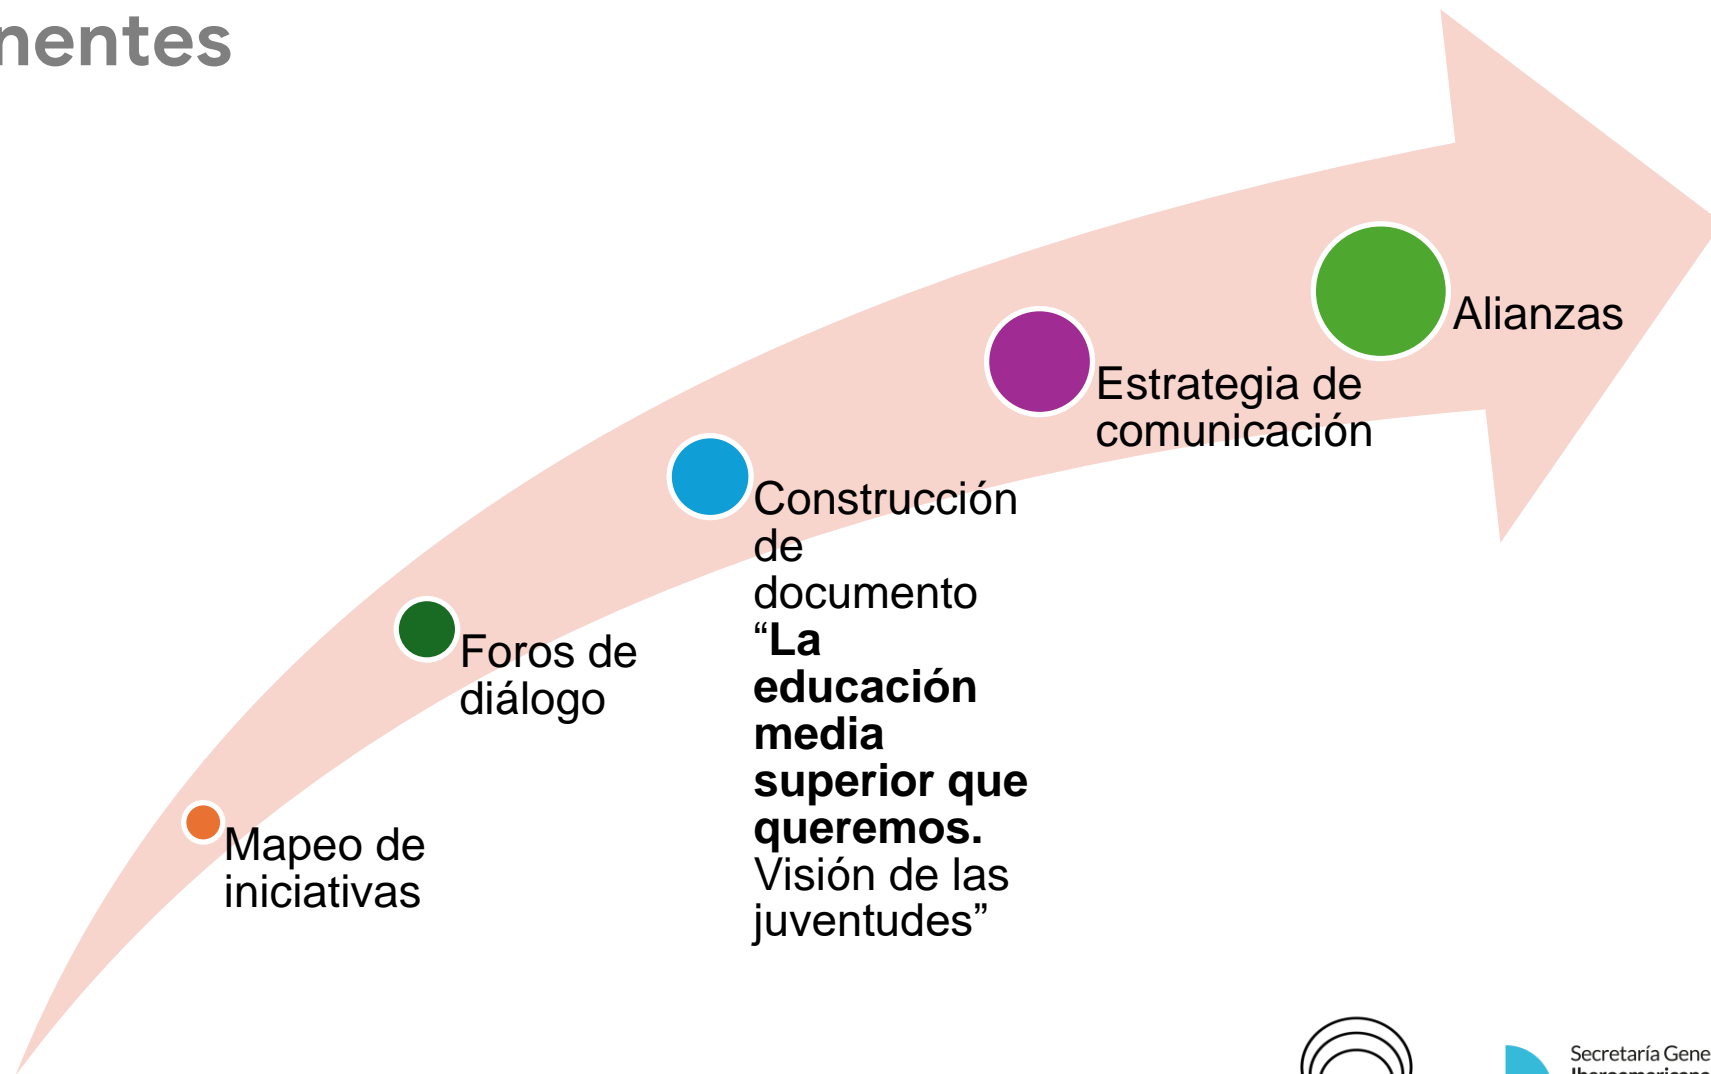 nentes
Alianzas
Estrategia de
comunicación
Construcción
de
documento
“La
educación
media
superior que
queremos.
Visión de las
juventudes”
Foros de
diálogo
Mapeo de
iniciativas
Secretaría Gene